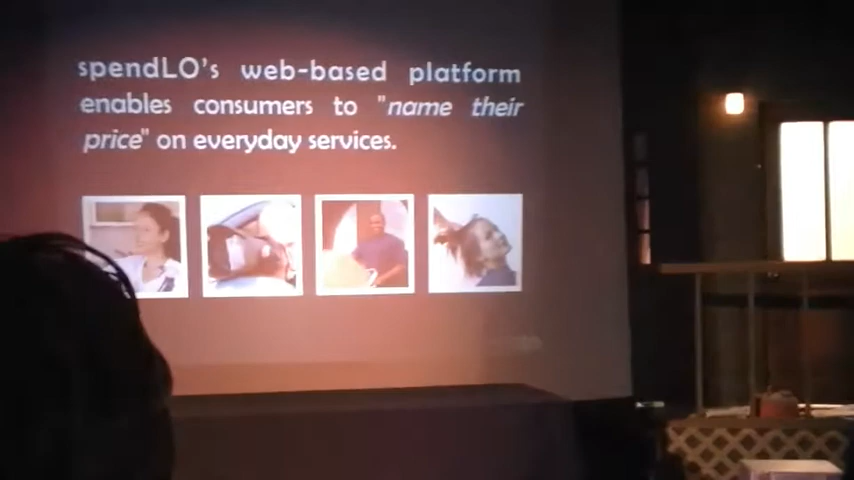 spendLO's web-based platform
enables consumers to "name their
price" on everyday services.